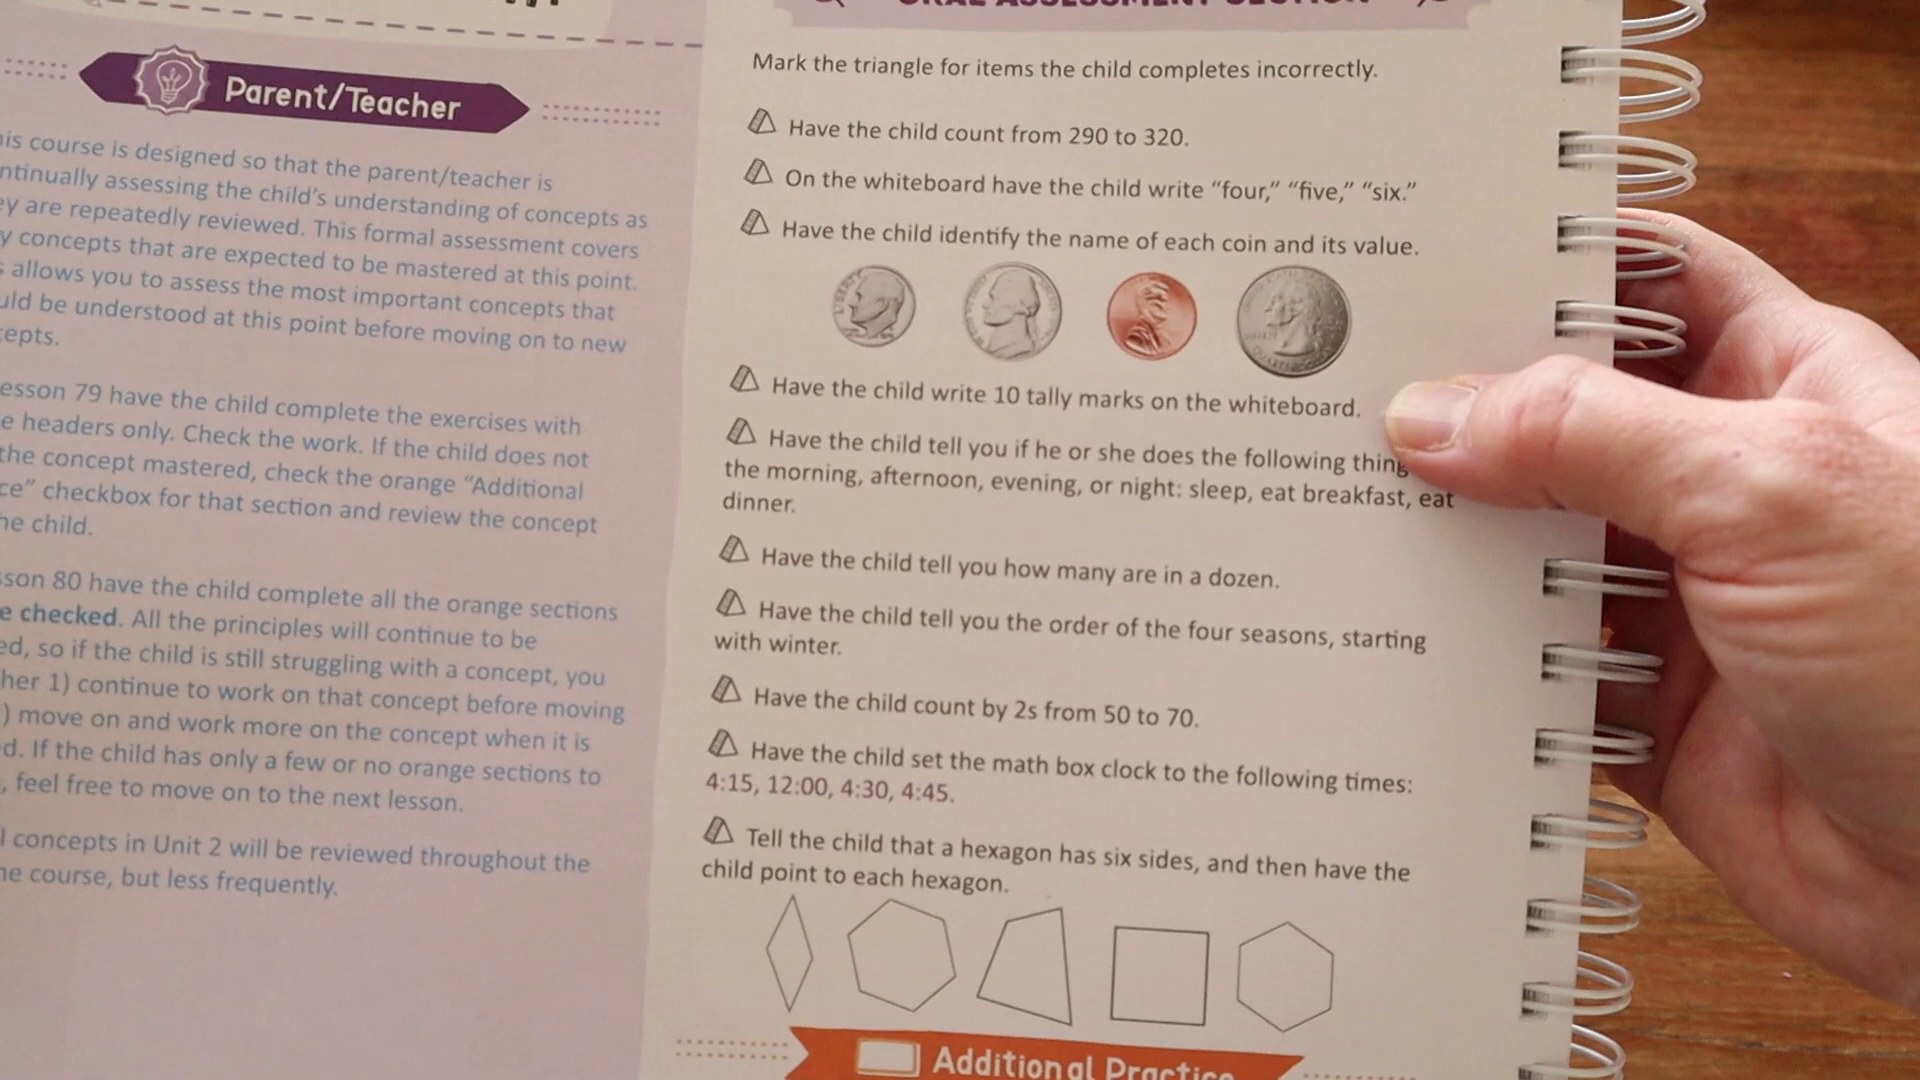 Parent/Teacher
course is designed so that the parent/teacher is
assessing the child's understanding of concepts as
are repeatedly reviewed. This formal assessment covers
concepts that are expected to be mastered at this point.
allows you to assess the most important concepts that
be understood at this point before moving on to new
79 have the child complete the exercises with
headers only. Check the work. If the child does not
the concept mastered, check the orange "Additional
checkbox for that section and review the concept
child.
80 have the child complete all the orange sections
checked. All the principles will continue to be
so if the child is still struggling with a concept, you
1) continue to work on that concept before moving
) move on and work more on the concept when it is
If the child has only a few or no orange sections to
, feel free to move on to the next lesson.
concepts in Unit 2 will be reviewed throughout the
course, but less frequently.
ORAL ASSESSMENT SECTION
Mark the triangle for items the child completes incorrectly.
Have the child count from 290 to 320.
On the whiteboard have the child write "four," "five," "six."
Have the child identify the name of each coin and its value.
LIBERTY
Have the child write 10 tally marks on the whiteboard.
Have the child tell you if he or she does the following thing
the morning, afternoon, evening, or night: sleep, eat breakfast, eat
dinner.
Have the child tell you how many are in a dozen.
Have the child tell you the order of the four seasons, starting
with winter.
Have the child count by 2s from 50 to 70.
Have the child set the math box clock to the following times:
4:15, 12:00, 4:30, 4:45.
Tell the child that a hexagon has six sides, and then have the
child point to each hexagon.
Additional Practice